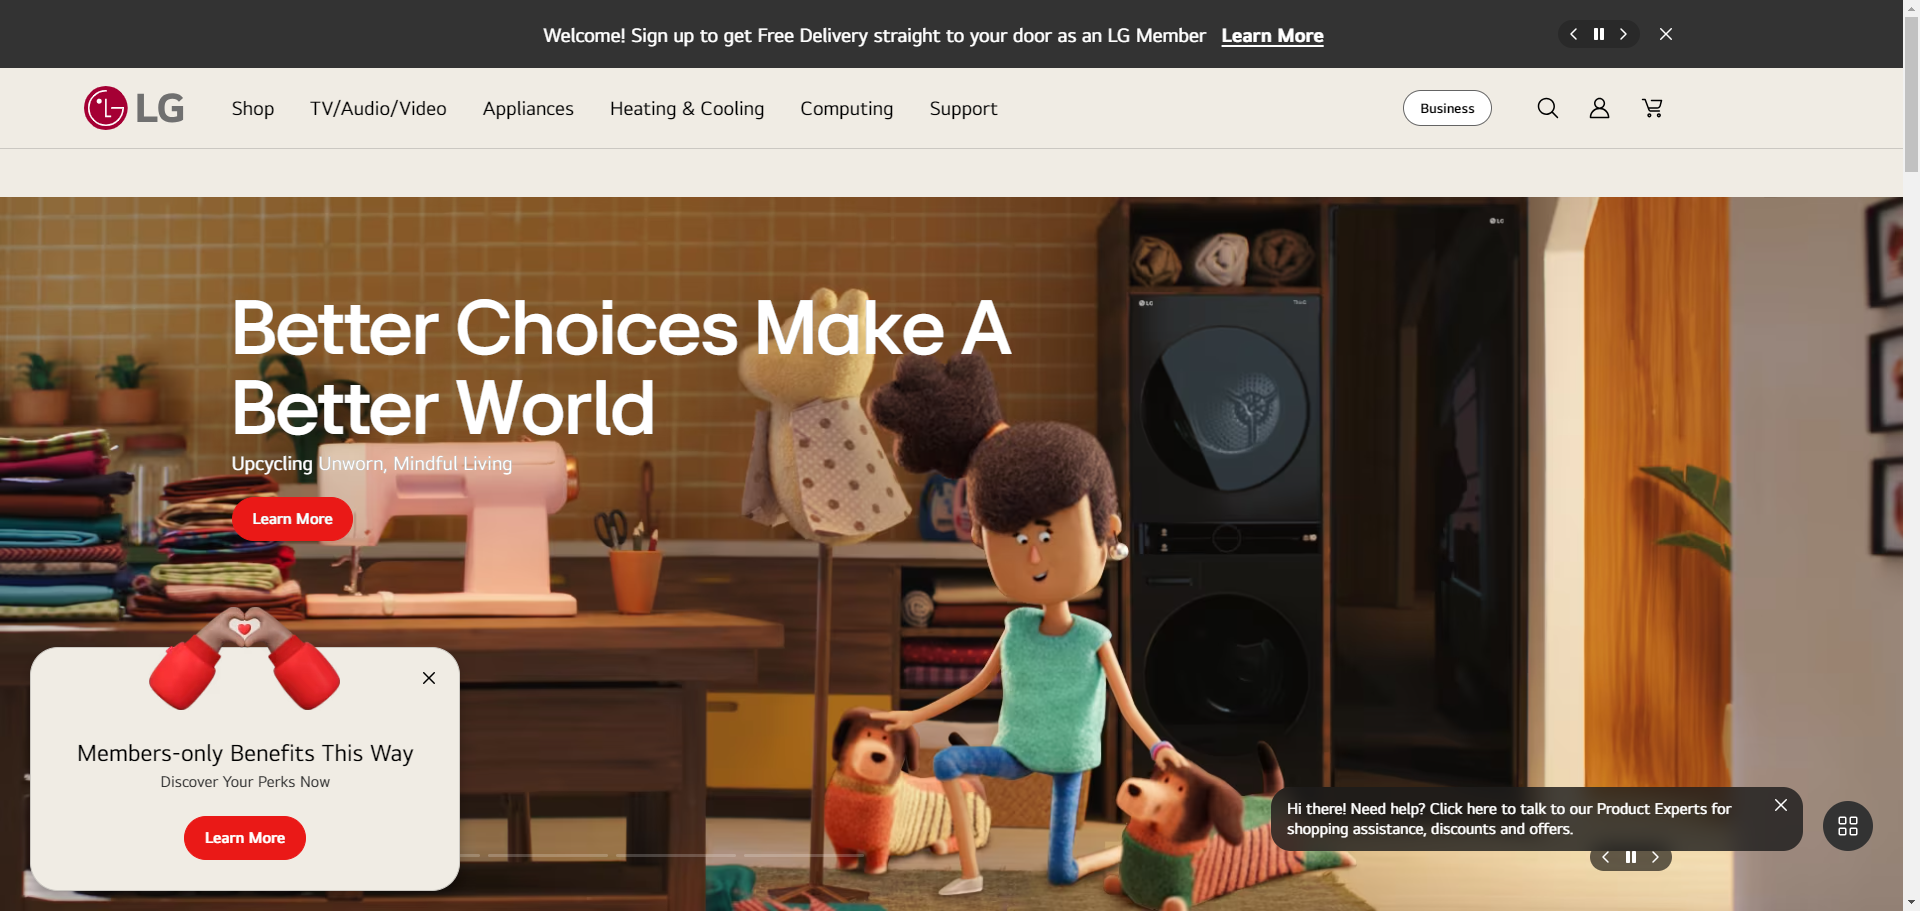 Welcome! Sign up to get Free Delivery straight to your door as an LG Member Learn More
LG
Shop TV/Audio/Video Appliances Heating & Cooling Computing Support Business
Better Choices Make A
Better World
Upcycling Unworn, Mindful Living
Learn More
LG
LG
Members-only Benefits This Way
Discover Your Perks Now
Learn More
Hi there! Need help? Click here to talk to our Product Experts for
shopping assistance, discounts and offers.